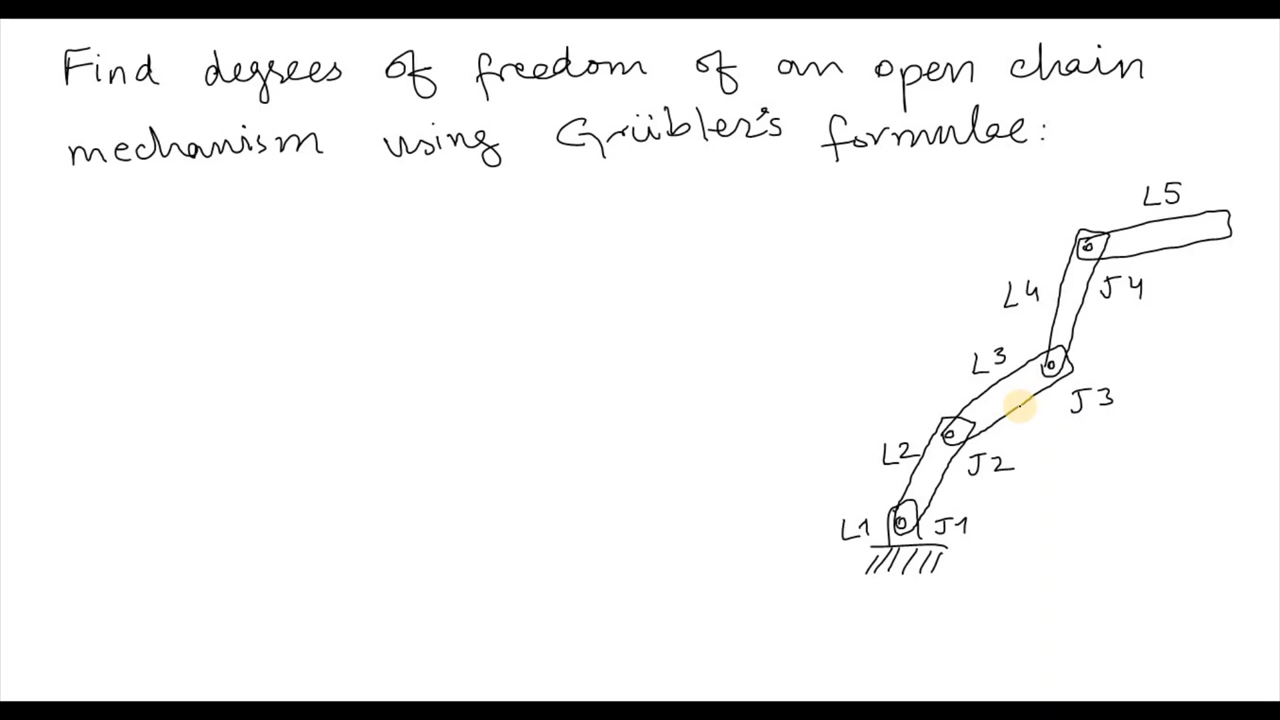 Find degrees of freedom of an open chain
mechanism using Grübler's formulae:
L5
L4
J4
L3
J3
L2
J2
L1
J1